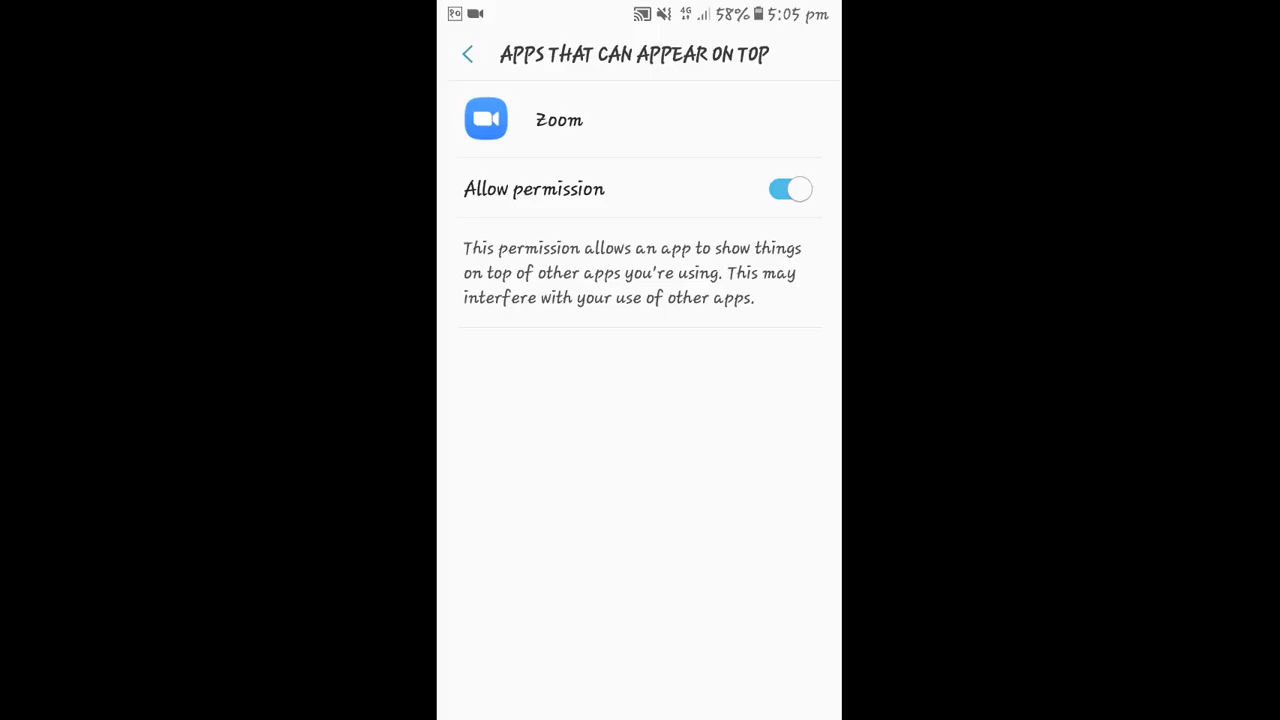 १० 4G 58% 5:05 pm
APPS THAT CAN APPEAR ON TOP
Zoom
Allow permission
This permission allows an app to show things
on top of other apps you're using. This may
interfere with your use of other apps.